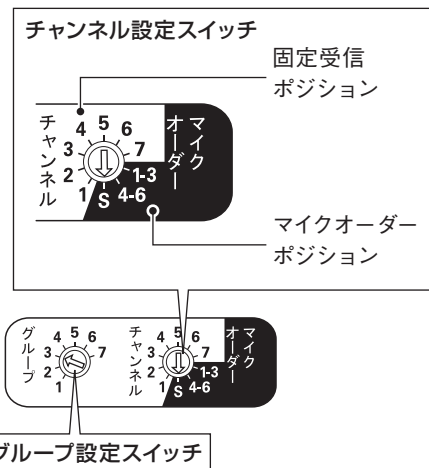 チャンネル設定スイッチ
固定受信
ポジション
チャンネル
1
2
3
4
5
6
7
1-3
4-6
S
マイク
オーダー
マイクオーダー
ポジション
グループ
1
2
3
4
5
6
7
チャンネル
1
2
3
4
5
6
7
1-3
4-6
S
マイク
オーダー
グループ設定スイッチ